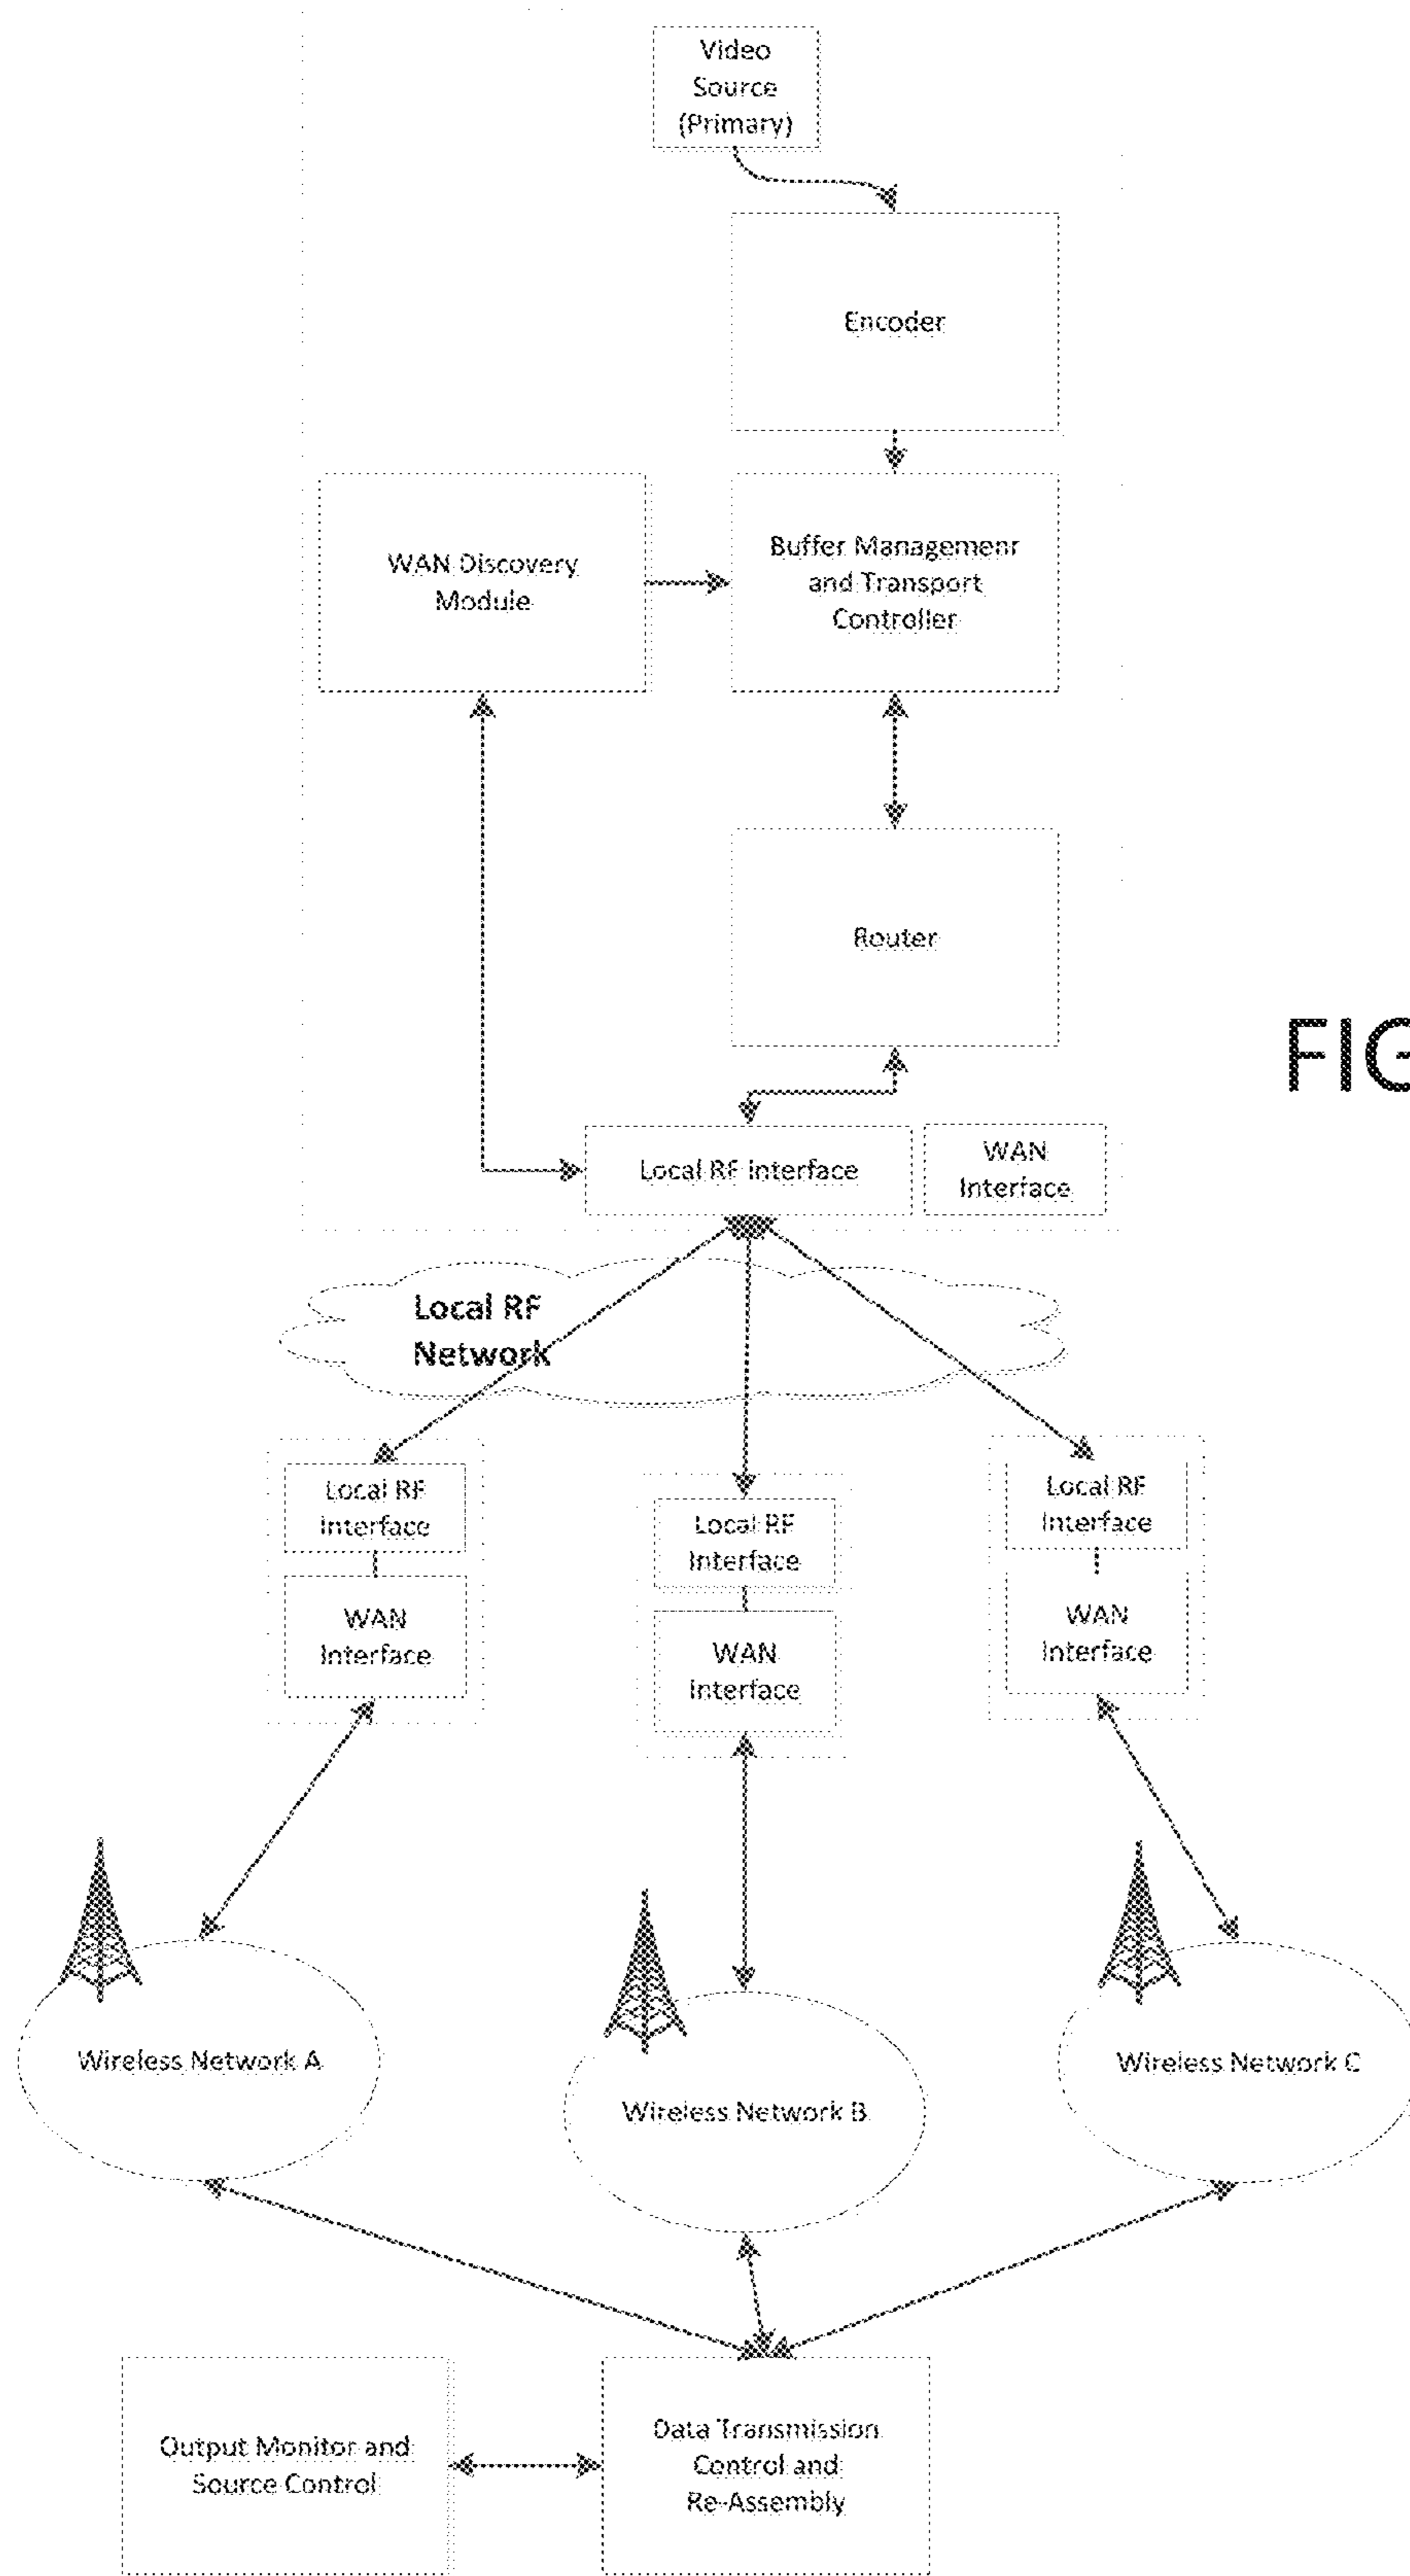 Video
Source
(Primary)
Encoder
WAN Discovery
Module
Buffer Managemenr
and Transport
Controller
Router
FIG
Local RF Interface
WAN
Interface
Local RF
Network
Local RF
Interface
WAN
Interface
Local RF
Interface
WAN
Interface
Local RF
Interface
WAN
Interface
Wireless Network A
Wireless Network B
Wireless Network C
Output Monitor and
Source Control
Data Transmission
Control and
Re-Assembly